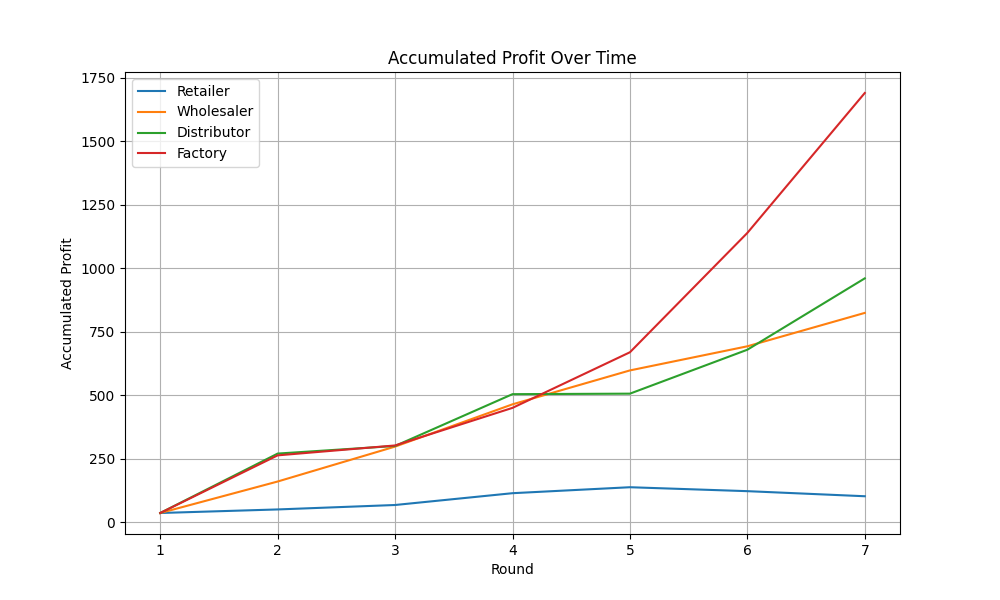 Accumulated Profit Over Time
Accumulated Profit
1750
1500
1250
1000
750
500
250
0
Retailer
Wholesaler
Distributor
Factory
1 2 3 4 5 6 7
Round